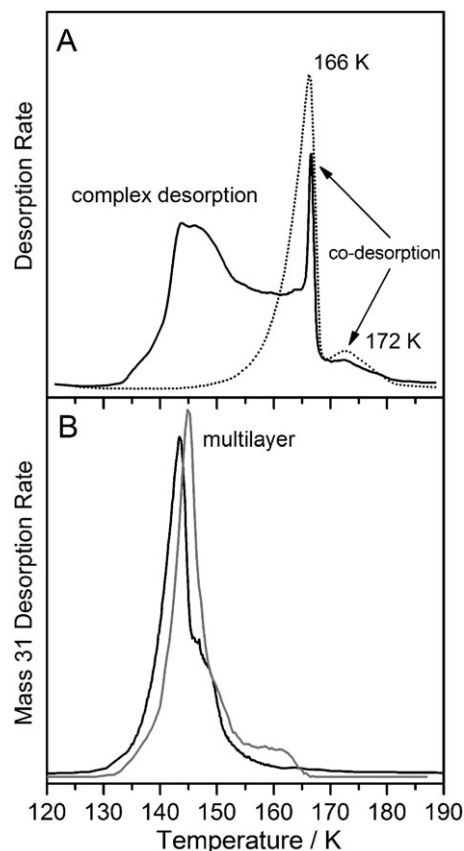 A
166 K
complex desorption
co-desorption
172 K
Desorption Rate
B
multilayer
Mass 31 Desorption Rate
120 130 140 150 160 170 180 190
Temperature / K